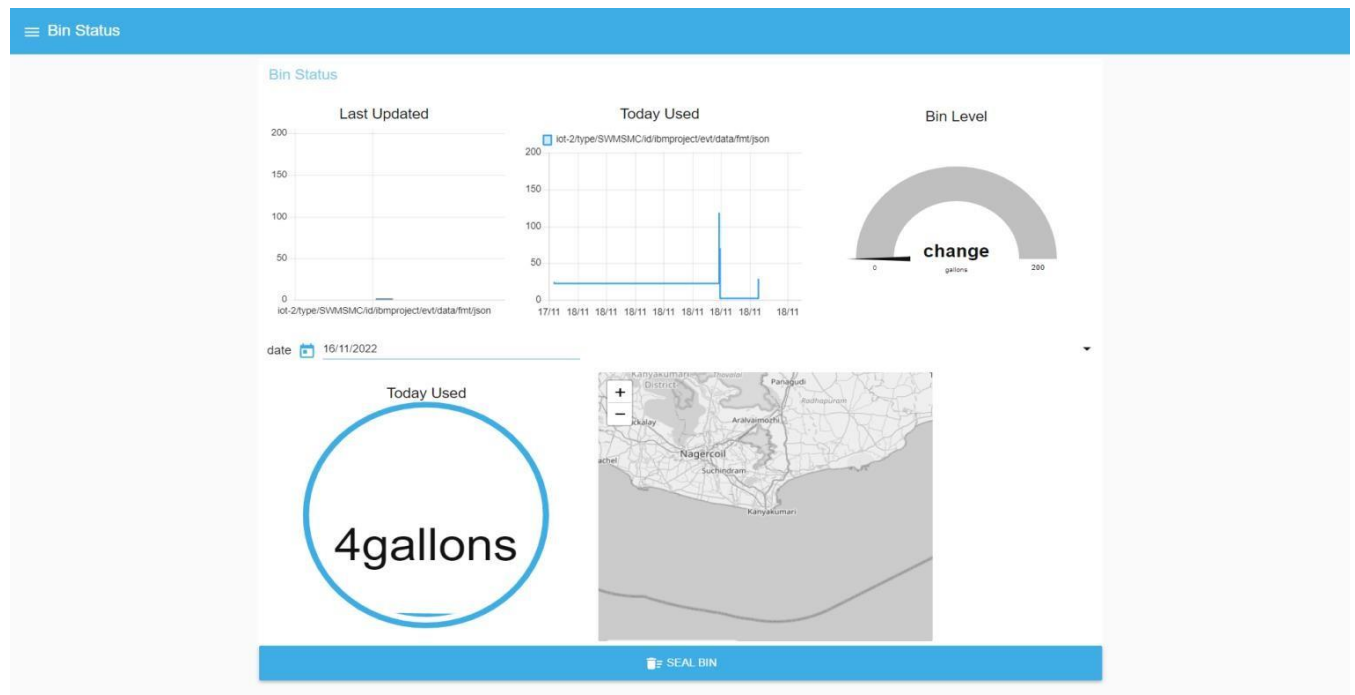 Bin Status
Bin Status
Last Updated
200
150
100
50
0
iot-2/type/SWMSMC/id/ibmproject/evt/data/fmt/json
Today Used
iot-2/type/SWMSMC/id/ibmproject/evt/data/fmt/json
200
150
100
50
0
17/11 18/11 18/11 18/11 18/11 18/11 18/11 18/11 18/11
Bin Level
change
0 gallons 200
date 16/11/2022
Today Used
4gallons
+
−
Kanyakumari
District
Thovalai
Panagudi
Radhapuram
ckalay
Aralvaimozhi
Nagercoil
achel
Suchindram
Kanyakumari
SEAL BIN